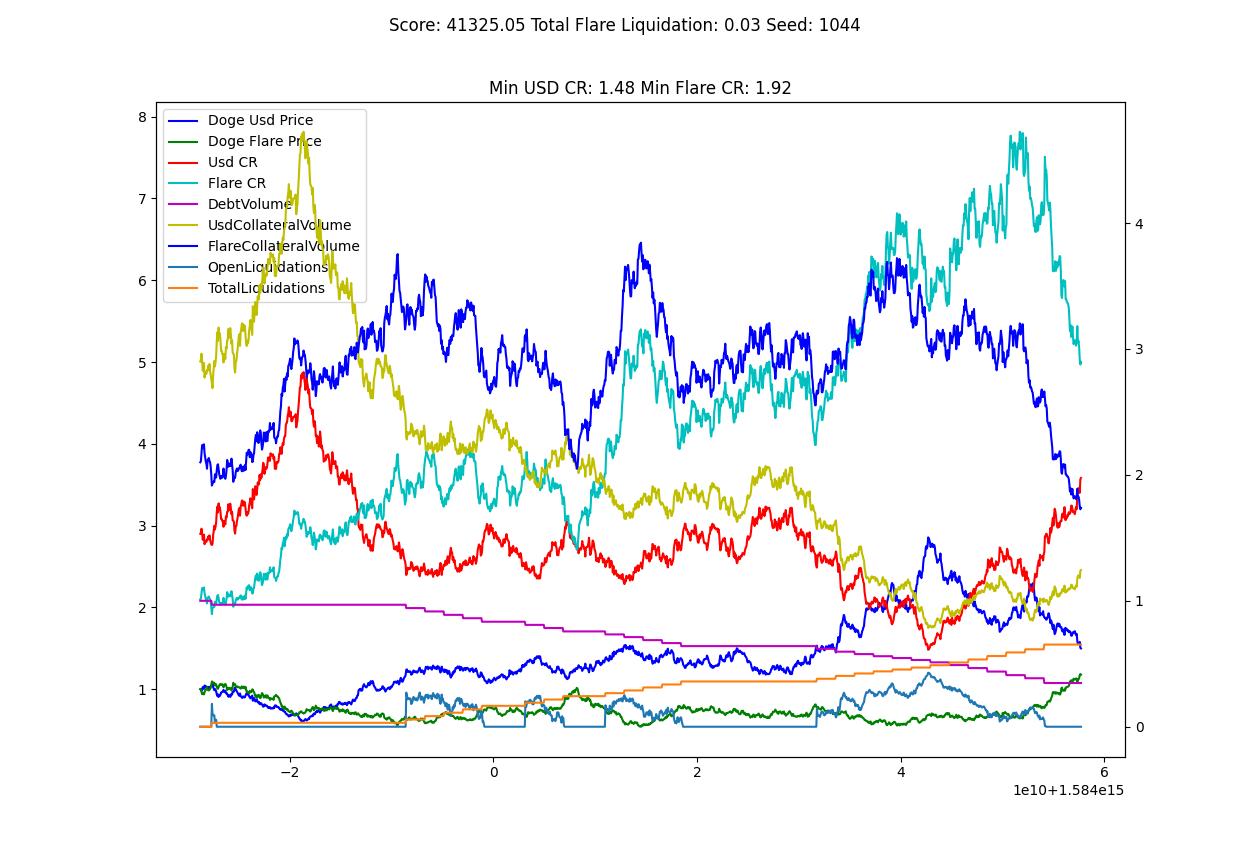 Score: 41325.05 Total Flare Liquidation: 0.03 Seed: 1044
Min USD CR: 1.48 Min Flare CR: 1.92
Doge Usd Price
Doge Flare Price
Usd CR
Flare CR
DebtVolume
UsdCollateralVolume
FlareCollateralVolume
OpenLiquidations
TotalLiquidations
8
7
6
5
4
3
2
1
4
3
2
1
0
−2
0
2
4
6
1e10+1.584e15